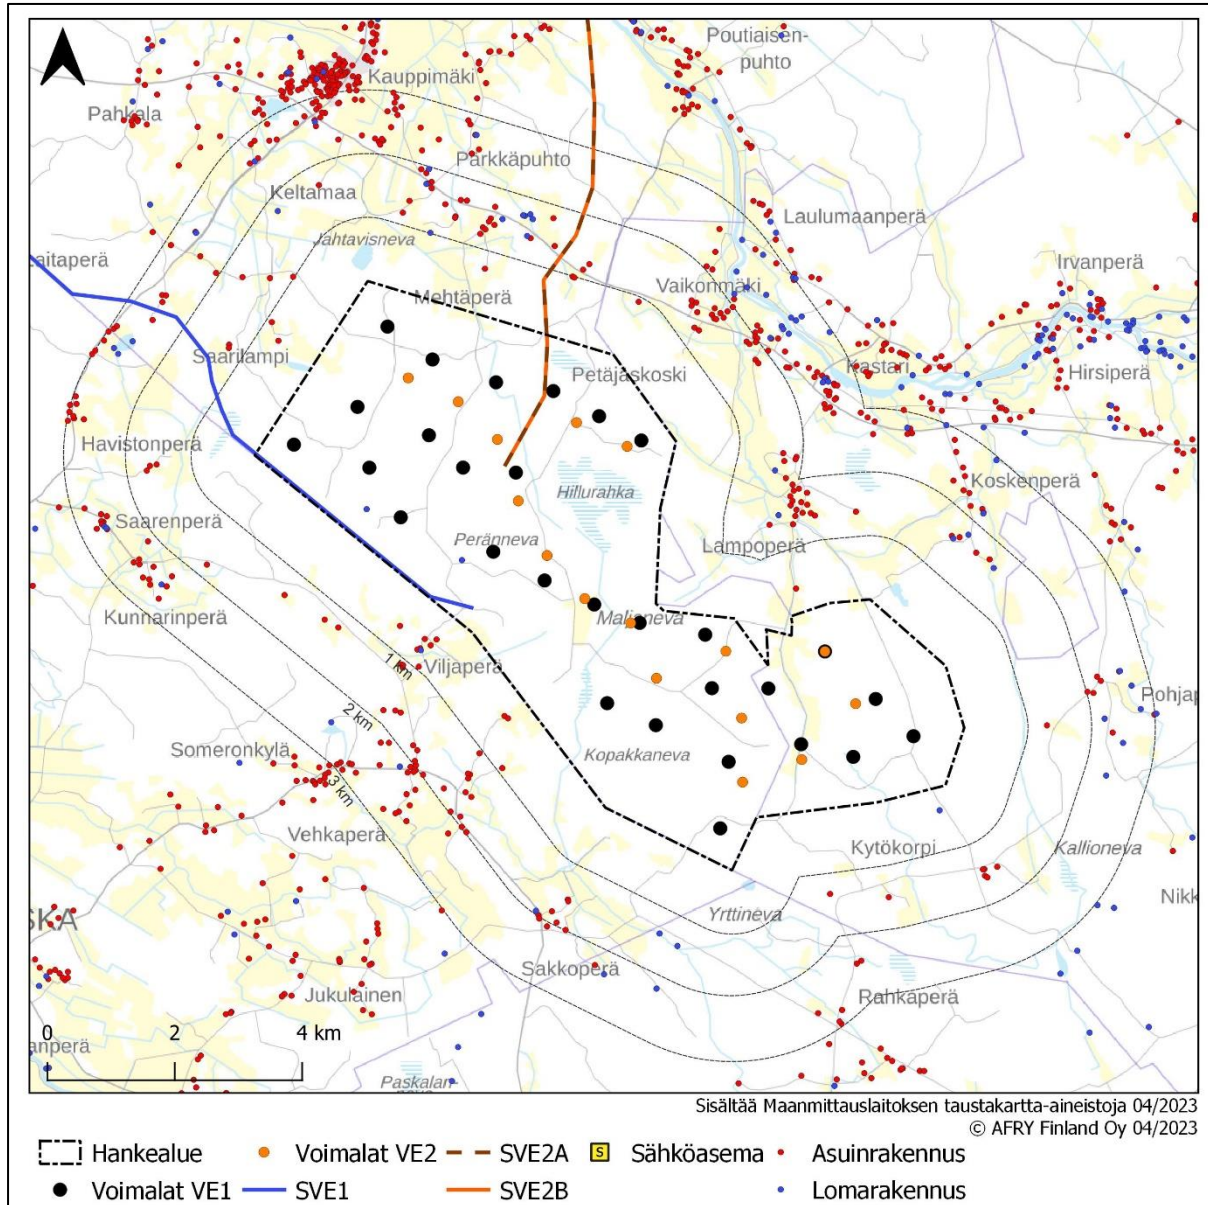 Poutiaisen-
puhto
Kauppimäki
Pahkala
Parkkäpuhto
Keltamaa
Laulumaanperä
Jahtavisneva
aitaperä
Irvanperä
Vaikonmäki
Mehtäperä
Saarilampi
Petäjäskoski
Kastari
Hirsiperä
Havistonperä
Koskenperä
Hillurahka
Saarenperä
Peränneva
Lampoperä
Kunnarinperä
Maljaneva
1 km
Viljaperä
Pohjap
2 km
Someronkylä
Kopakkaneva
3 km
Vehkaperä
Kytökorpi
Kallioneva
Nikk
SKA
Yrttineva
Sakkoperä
Jukulainen
Rahkaperä
0 2 4 km
anperä
Paskalan-
Sisältää Maanmittauslaitoksen taustakartta-aineistoja 04/2023
© AFRY Finland Oy 04/2023
Hankealue Voimalat VE2 SVE2A S Sähköasema Asuinrakennus
Voimalat VE1 SVE1 SVE2B Lomarakennus